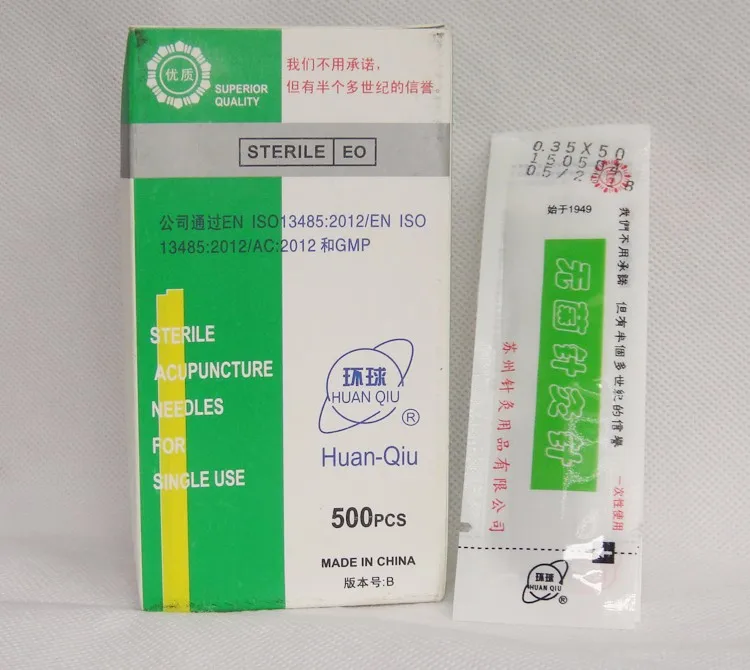 优质
SUPERIOR
QUALITY
我们不用承诺,
但有半个多世纪的信誉。
STERILE EO
公司通过EN ISO13485:2012/EN ISO
13485:2012/AC:2012 和GMP
STERILE
ACUPUNCTURE
NEEDLES
FOR
SINGLE USE
环球
HUAN QIU
®
Huan-Qiu
500PCS
MADE IN CHINA
版本号:B
0.35X50
始于1949
我們不用承諾 但有半個多世紀的信譽
无菌针灸针
苏州针灸用品有限公司
一次性使用
环球
HUAN QIU
®